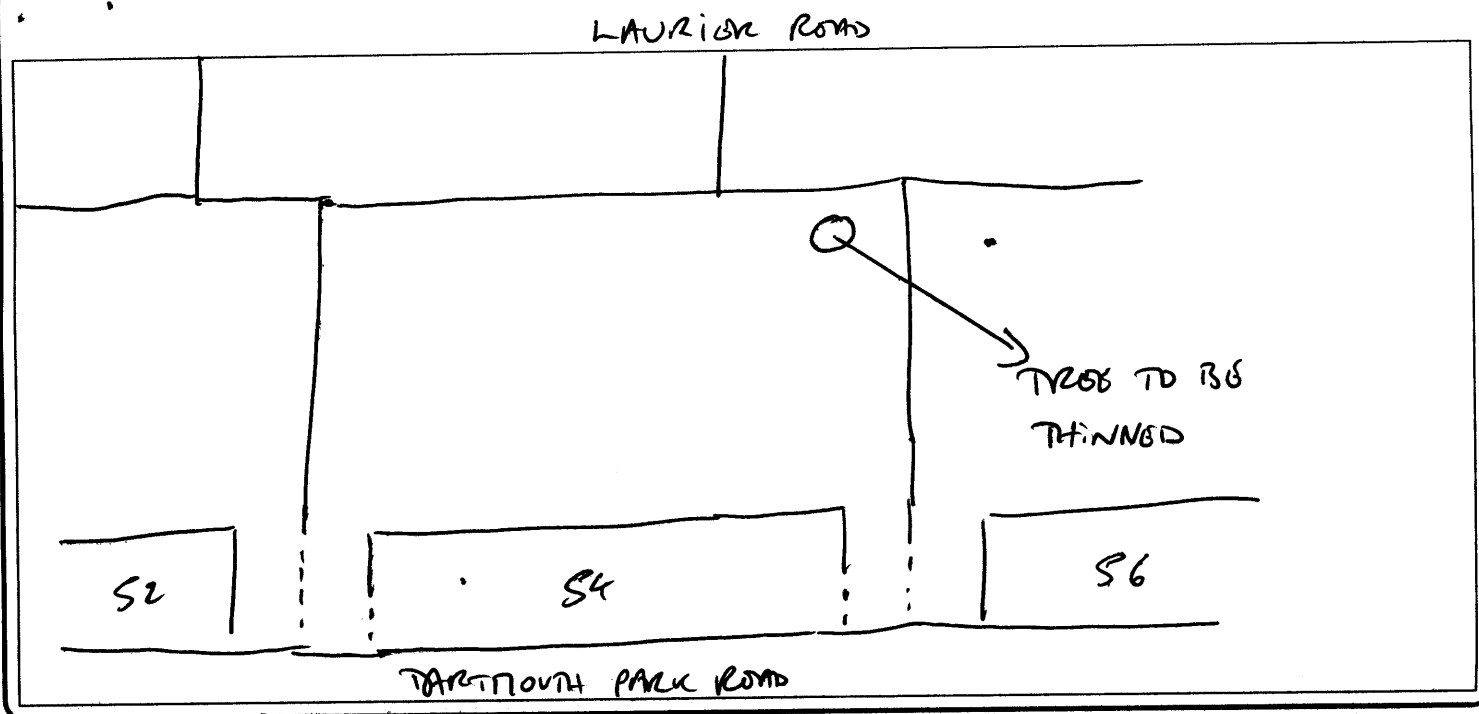 LAURIER ROAD
TREE TO BE
THINNED
52
54
56
DARTMOUTH PARK ROAD